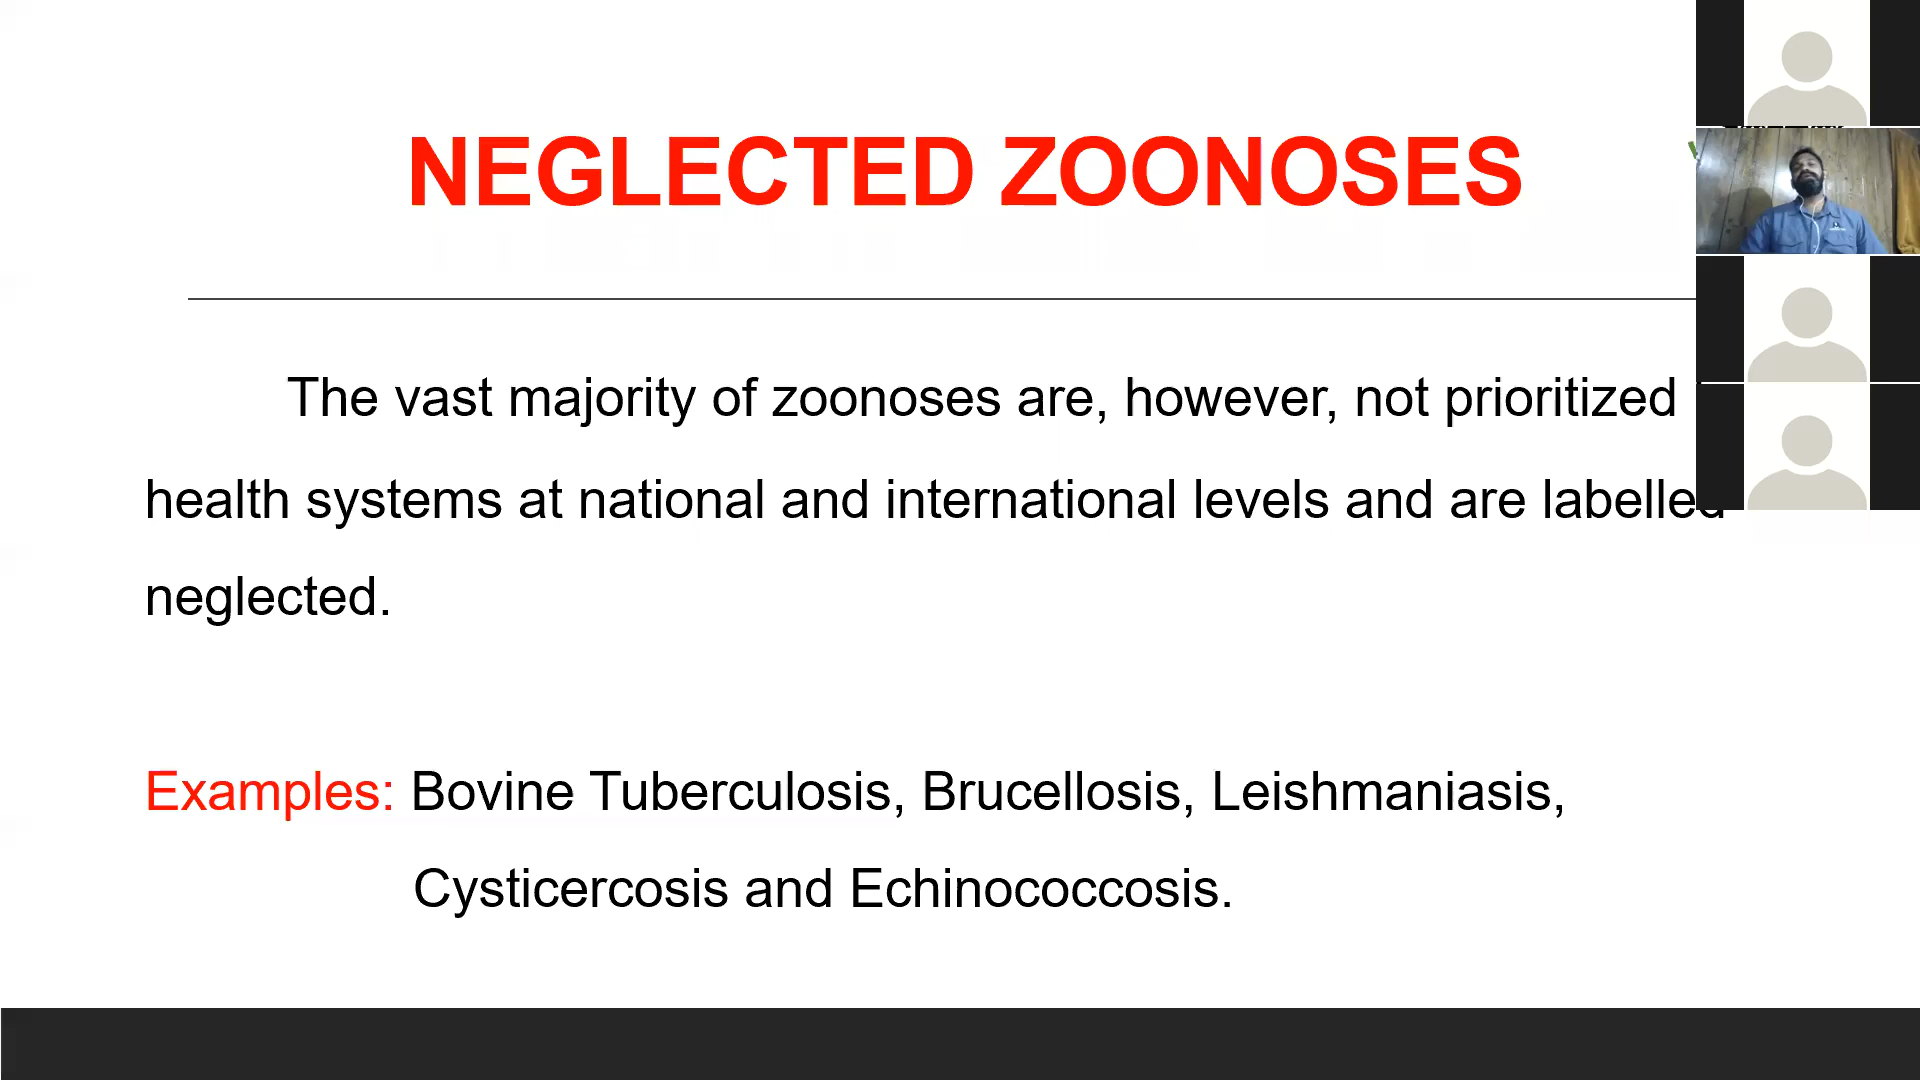 NEGLECTED ZOONOSES
The vast majority of zoonoses are, however, not prioritized
health systems at national and international levels and are labelled
neglected.
Examples: Bovine Tuberculosis, Brucellosis, Leishmaniasis,
Cysticercosis and Echinococcosis.